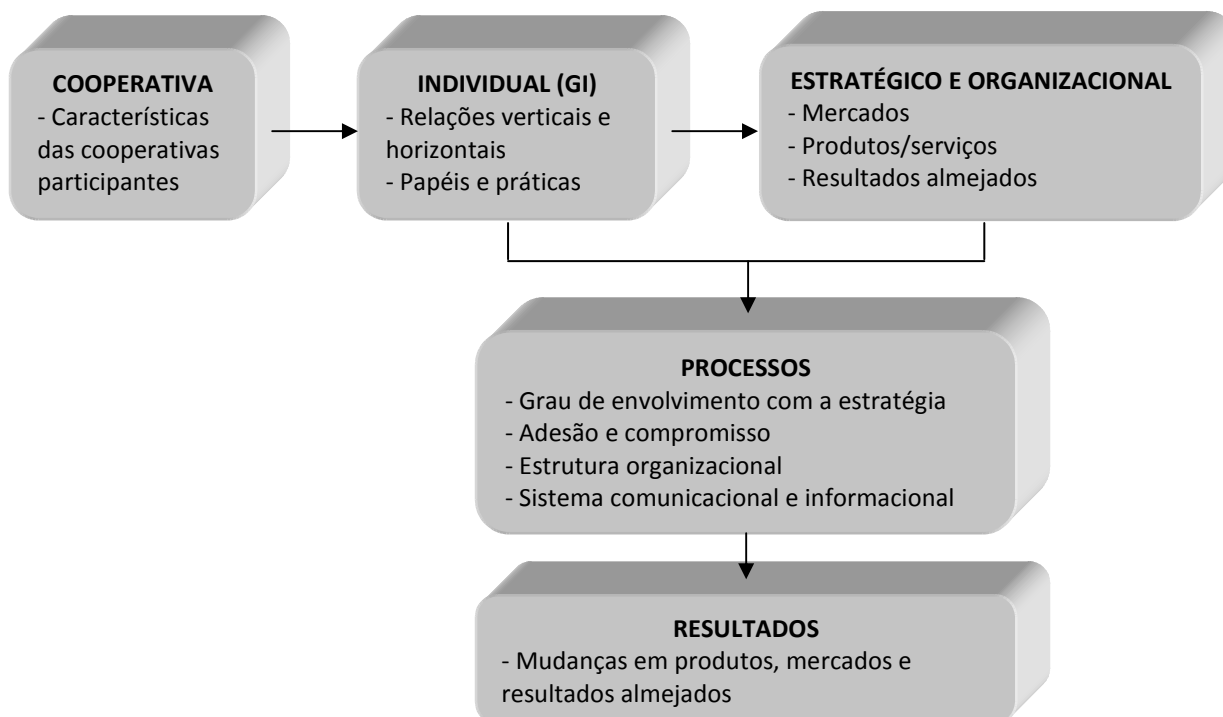 COOPERATIVA
- Características
das cooperativas
participantes
INDIVIDUAL (GI)
- Relações verticais e
horizontais
- Papéis e práticas
ESTRATÉGICO E ORGANIZACIONAL
- Mercados
- Produtos/serviços
- Resultados almejados
PROCESSOS
- Grau de envolvimento com a estratégia
- Adesão e compromisso
- Estrutura organizacional
- Sistema comunicacional e informacional
RESULTADOS
- Mudanças em produtos, mercados e
resultados almejados